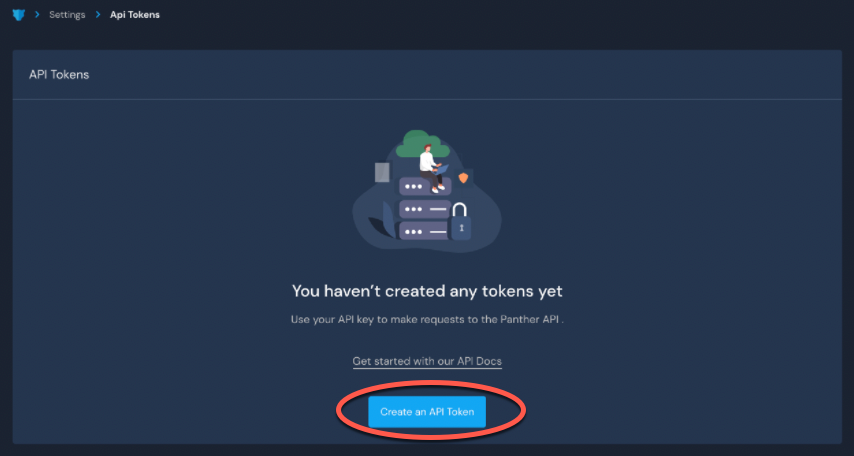 Settings Api Tokens
API Tokens
You haven't created any tokens yet
Use your API key to make requests to the Panther API .
Get started with our API Docs
Create an API Token